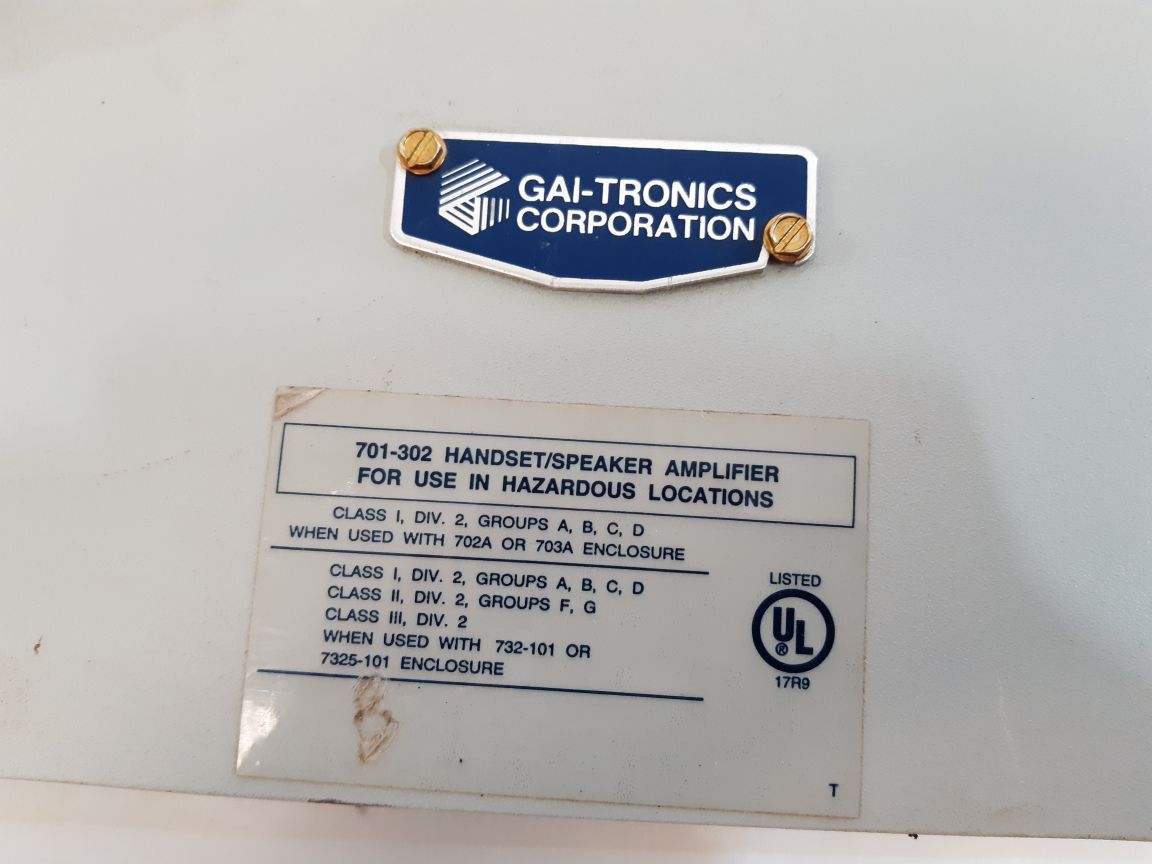 GAI-TRONICS
CORPORATION
701-302 HANDSET/SPEAKER AMPLIFIER
FOR USE IN HAZARDOUS LOCATIONS
CLASS I, DIV. 2, GROUPS A, B, C, D
WHEN USED WITH 702A OR 703A ENCLOSURE
CLASS I, DIV. 2, GROUPS A, B, C, D
CLASS II, DIV. 2, GROUPS F, G
CLASS III, DIV. 2
WHEN USED WITH 732-101 OR
7325-101 ENCLOSURE
LISTED
UL®
17R9
T